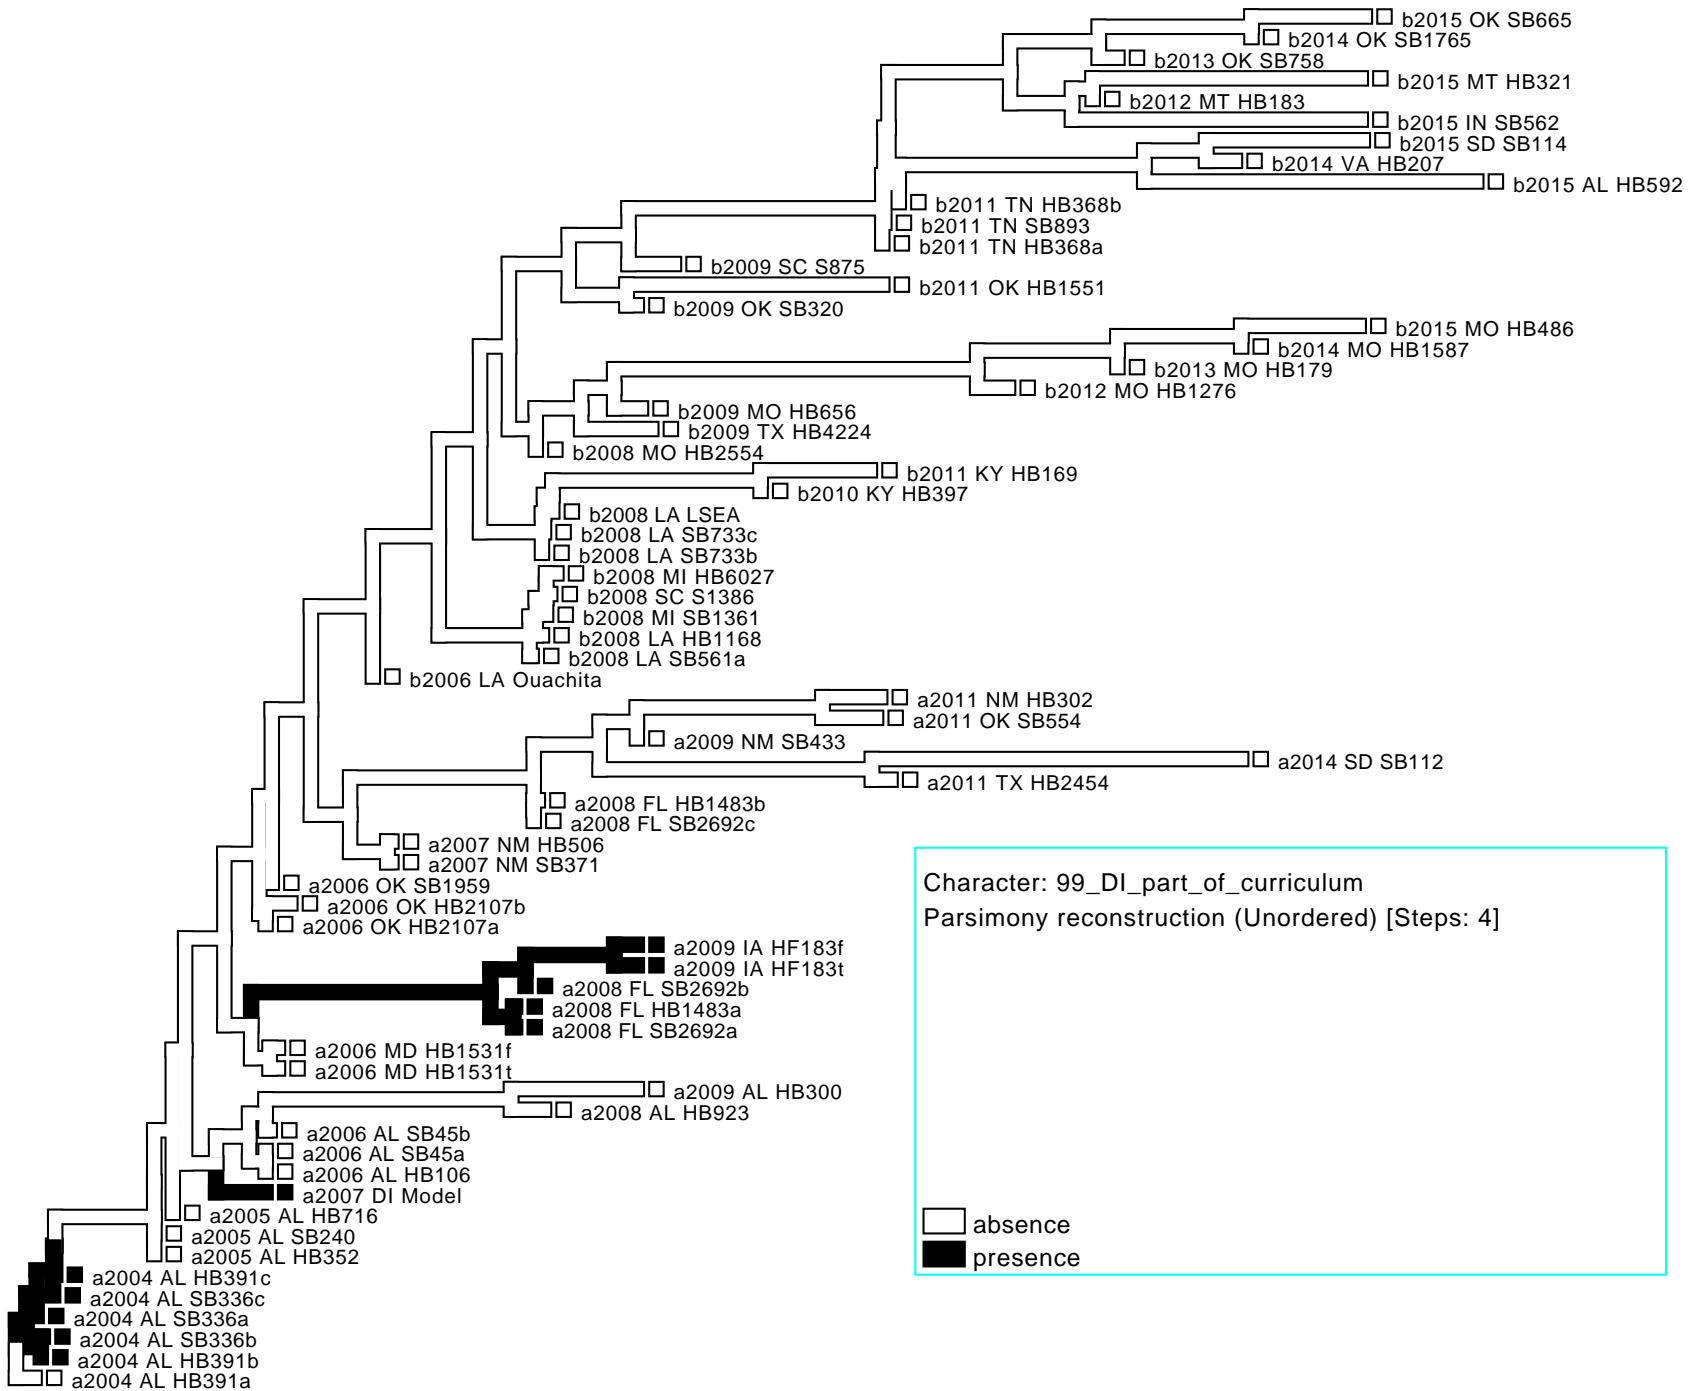 b2015 OK SB665
b2014 OK SB1765
b2013 OK SB758
b2015 MT HB321
b2012 MT HB183
b2015 IN SB562
b2015 SD SB114
b2014 VA HB207
b2015 AL HB592
b2011 TN HB368b
b2011 TN SB893
b2011 TN HB368a
b2009 SC S875
b2011 OK HB1551
b2009 OK SB320
b2015 MO HB486
b2014 MO HB1587
b2013 MO HB179
b2012 MO HB1276
b2009 MO HB656
b2009 TX HB4224
b2008 MO HB2554
b2011 KY HB169
b2010 KY HB397
b2008 LA LSEA
b2008 LA SB733c
b2008 LA SB733b
b2008 MI HB6027
b2008 SC S1386
b2008 MI SB1361
b2008 LA HB1168
b2008 LA SB561a
b2006 LA Ouachita
a2011 NM HB302
a2011 OK SB554
a2009 NM SB433
a2014 SD SB112
a2011 TX HB2454
a2008 FL HB1483b
a2008 FL SB2692c
a2007 NM HB506
a2007 NM SB371
a2006 OK SB1959
a2006 OK HB2107b
a2006 OK HB2107a
a2009 IA HF183f
a2009 IA HF183t
a2008 FL SB2692b
a2008 FL HB1483a
a2008 FL SB2692a
a2006 MD HB1531f
a2006 MD HB1531t
a2009 AL HB300
a2008 AL HB923
a2006 AL SB45b
a2006 AL SB45a
a2006 AL HB106
a2007 DI Model
a2005 AL HB716
a2005 AL SB240
a2005 AL HB352
a2004 AL HB391c
a2004 AL SB336c
a2004 AL SB336a
a2004 AL SB336b
a2004 AL HB391b
a2004 AL HB391a
Character: 99_DI_part_of_curriculum
Parsimony reconstruction (Unordered) [Steps: 4]
absence
presence